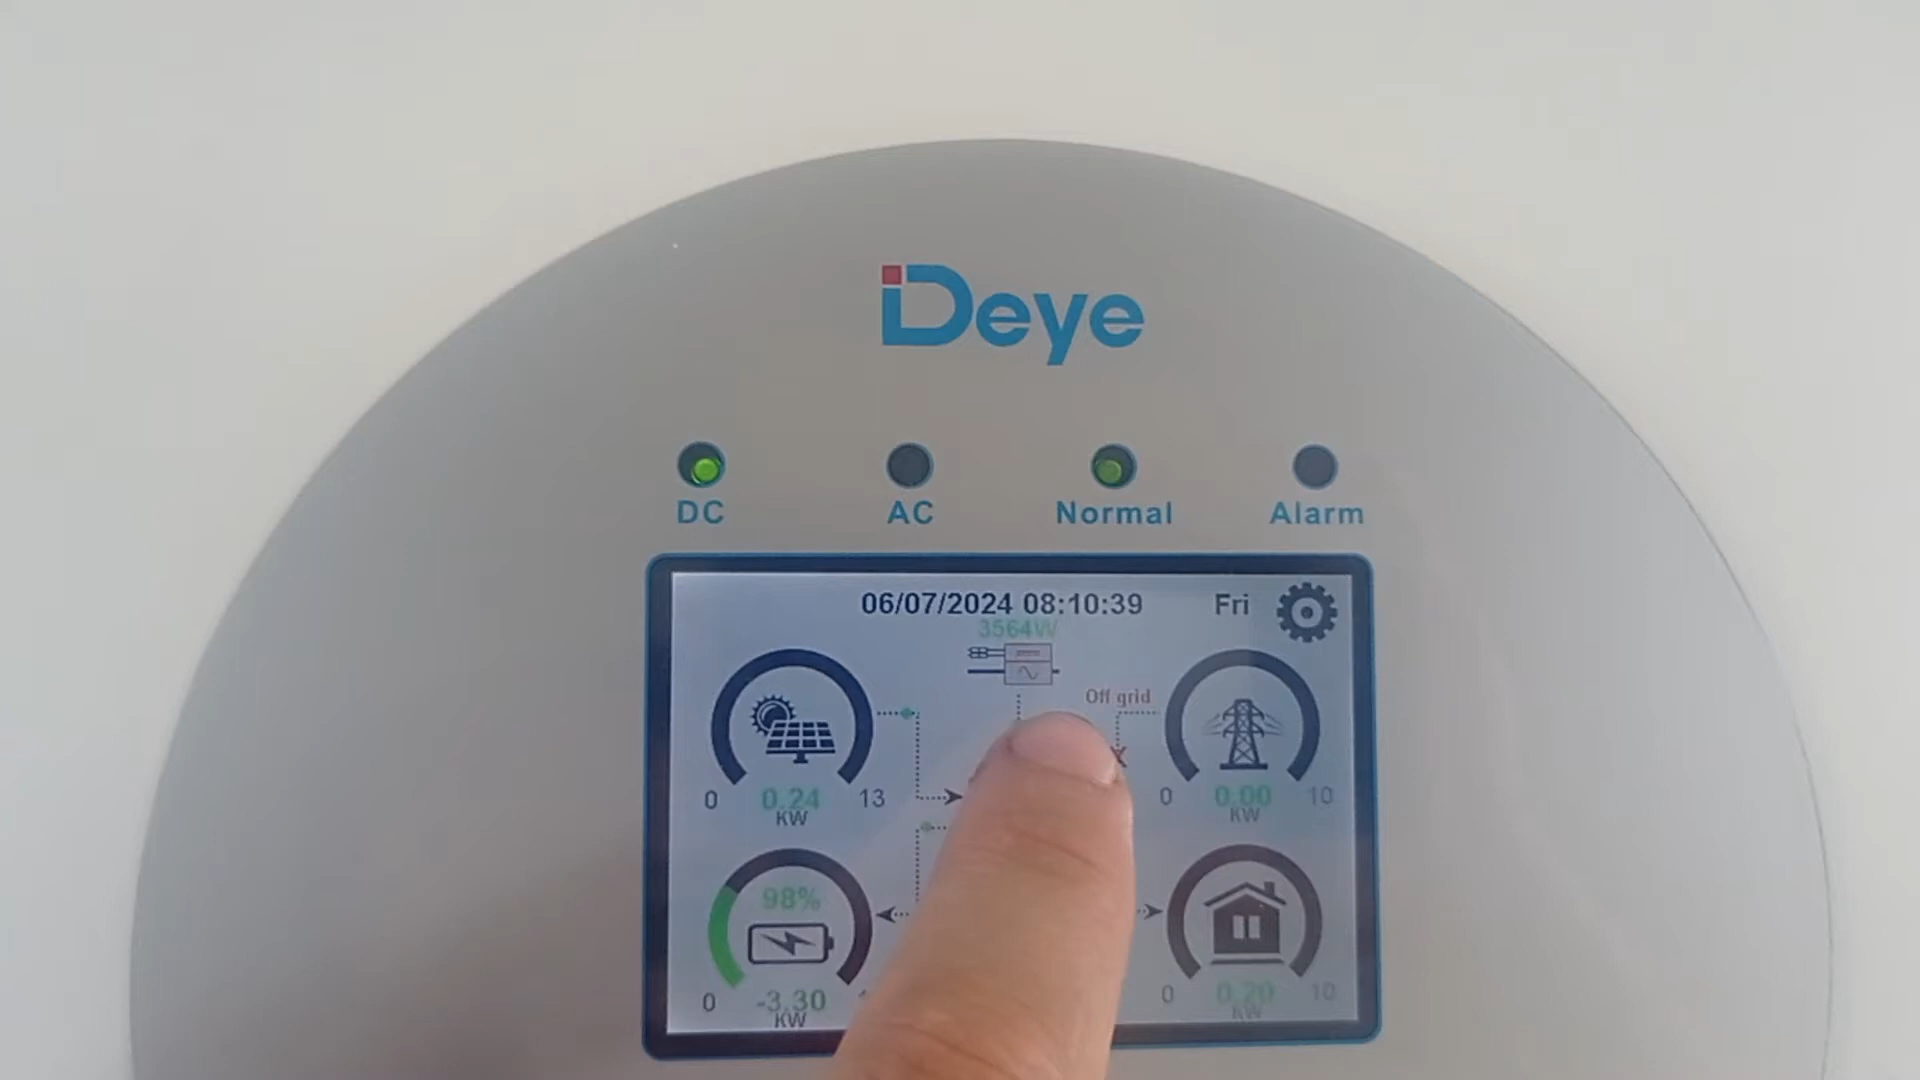 Deye
DC
AC
Normal
Alarm
06/07/2024 08:10:39
Fri
3564W
Off grid
X
0
0.24
13
KW
0
0.00
10
KW
98%
0
-3.30
KW
0
0.20
10
KW